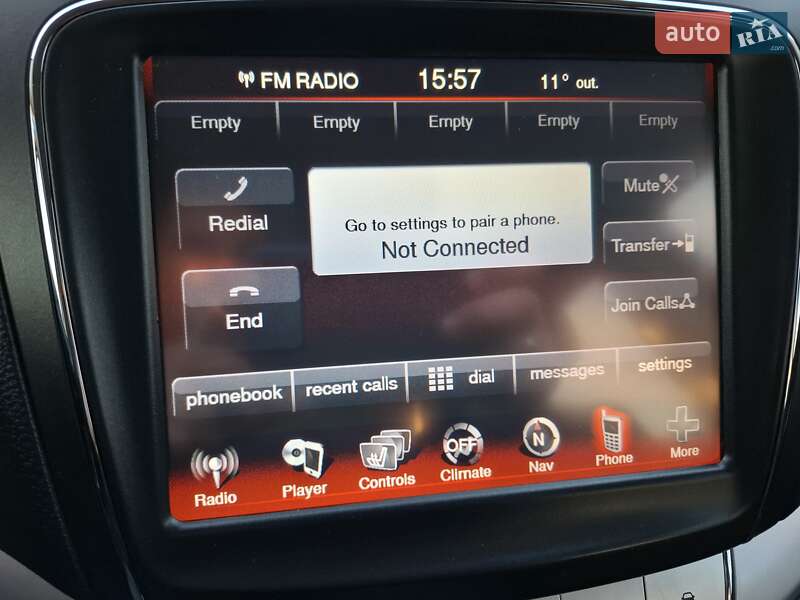 auto RIA .com
FM RADIO 15:57 11° out.
Empty Empty Empty Empty Empty
Redial
Go to settings to pair a phone.
Not Connected
Mute
Transfer
End
Join Calls
phonebook recent calls dial messages settings
OFF N
Radio Player Controls Climate Nav Phone More